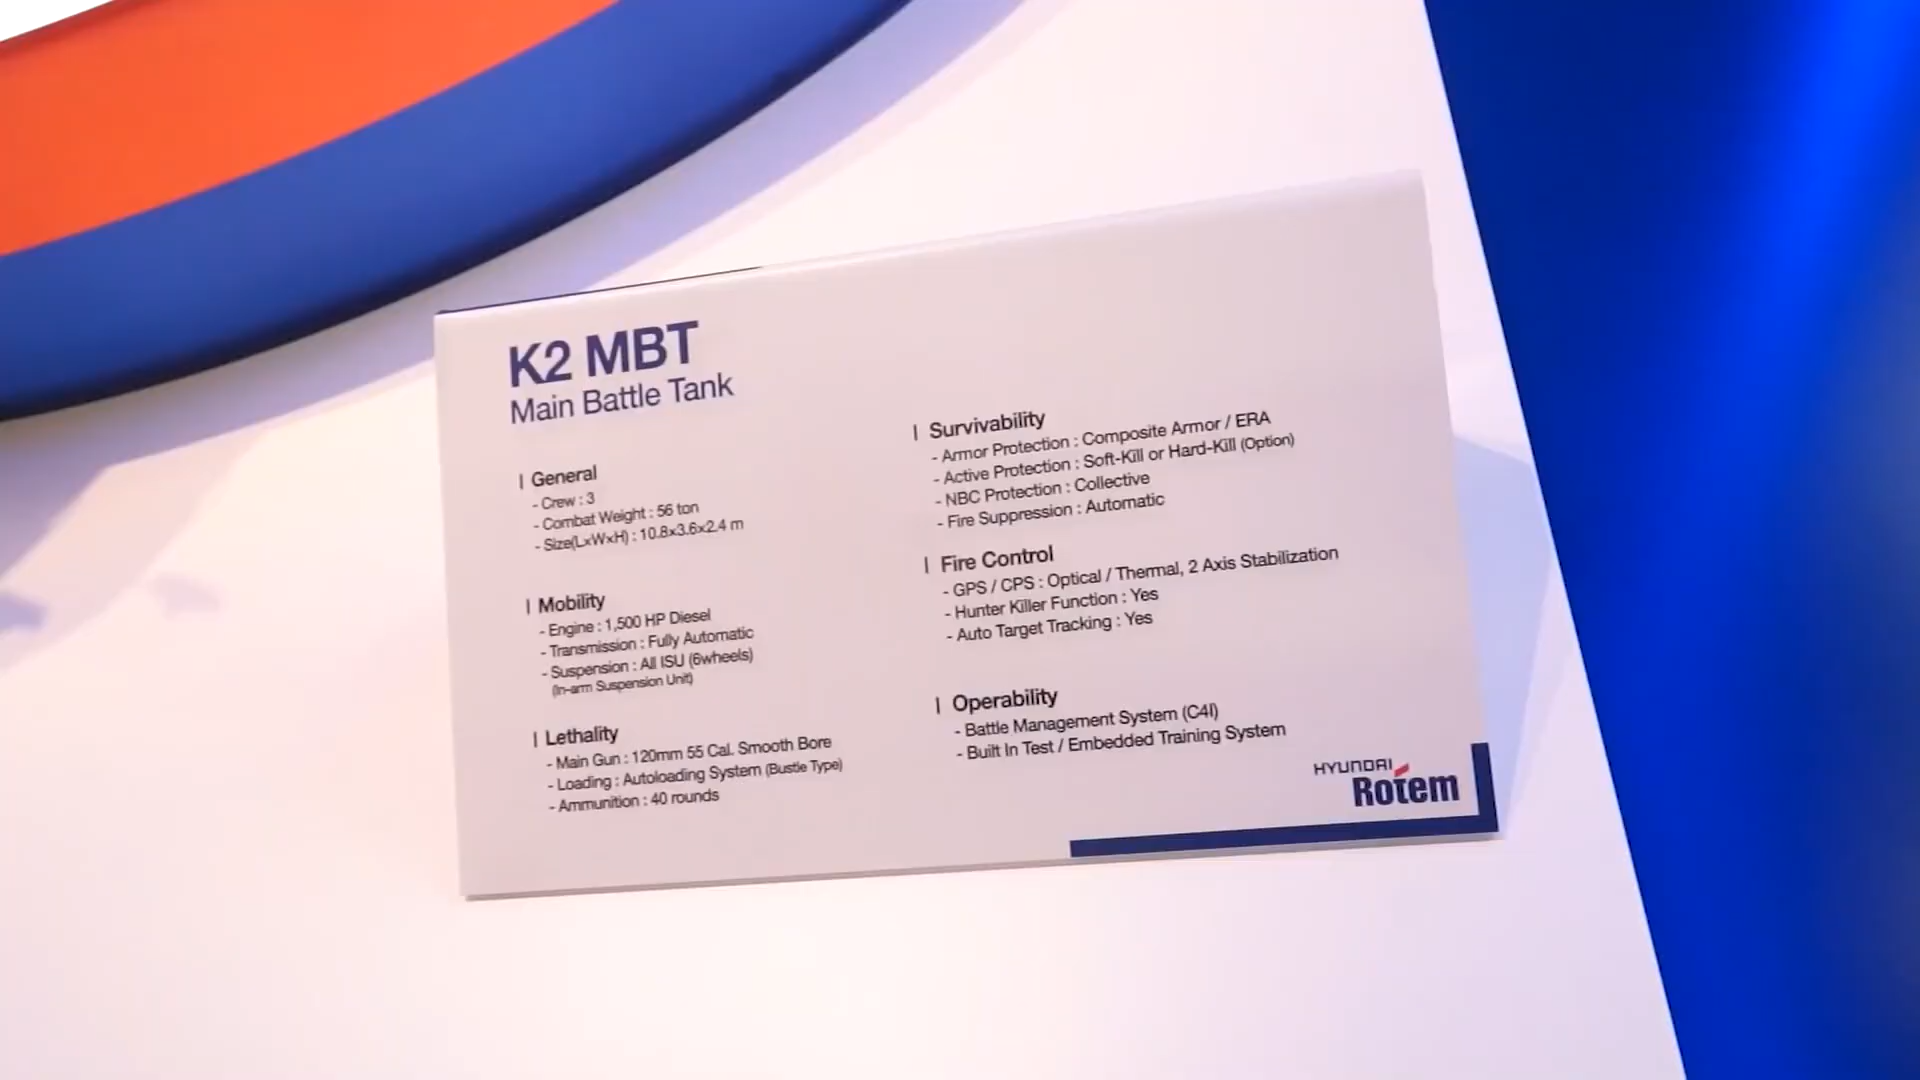 K2 MBT
Main Battle Tank
General
- Crew : 3
- Combat Weight : 56 ton
- Size(LxWxH) : 10.8x3.6x2.4 m
Mobility
- Engine : 1,500 HP Diesel
- Transmission : Fully Automatic
- Suspension : All ISU (6wheels)
(In-arm Suspension Unit)
Lethality
- Main Gun : 120mm 55 Cal. Smooth Bore
- Loading : Autoloading System (Bustle Type)
- Ammunition : 40 rounds
Survivability
- Armor Protection : Composite Armor / ERA
- Active Protection : Soft-Kill or Hard-Kill (Option)
- NBC Protection : Collective
- Fire Suppression : Automatic
Fire Control
- GPS / CPS : Optical / Thermal, 2 Axis Stabilization
- Hunter Killer Function : Yes
- Auto Target Tracking : Yes
Operability
- Battle Management System (C4I)
- Built In Test / Embedded Training System
HYUNDAI
Rotem